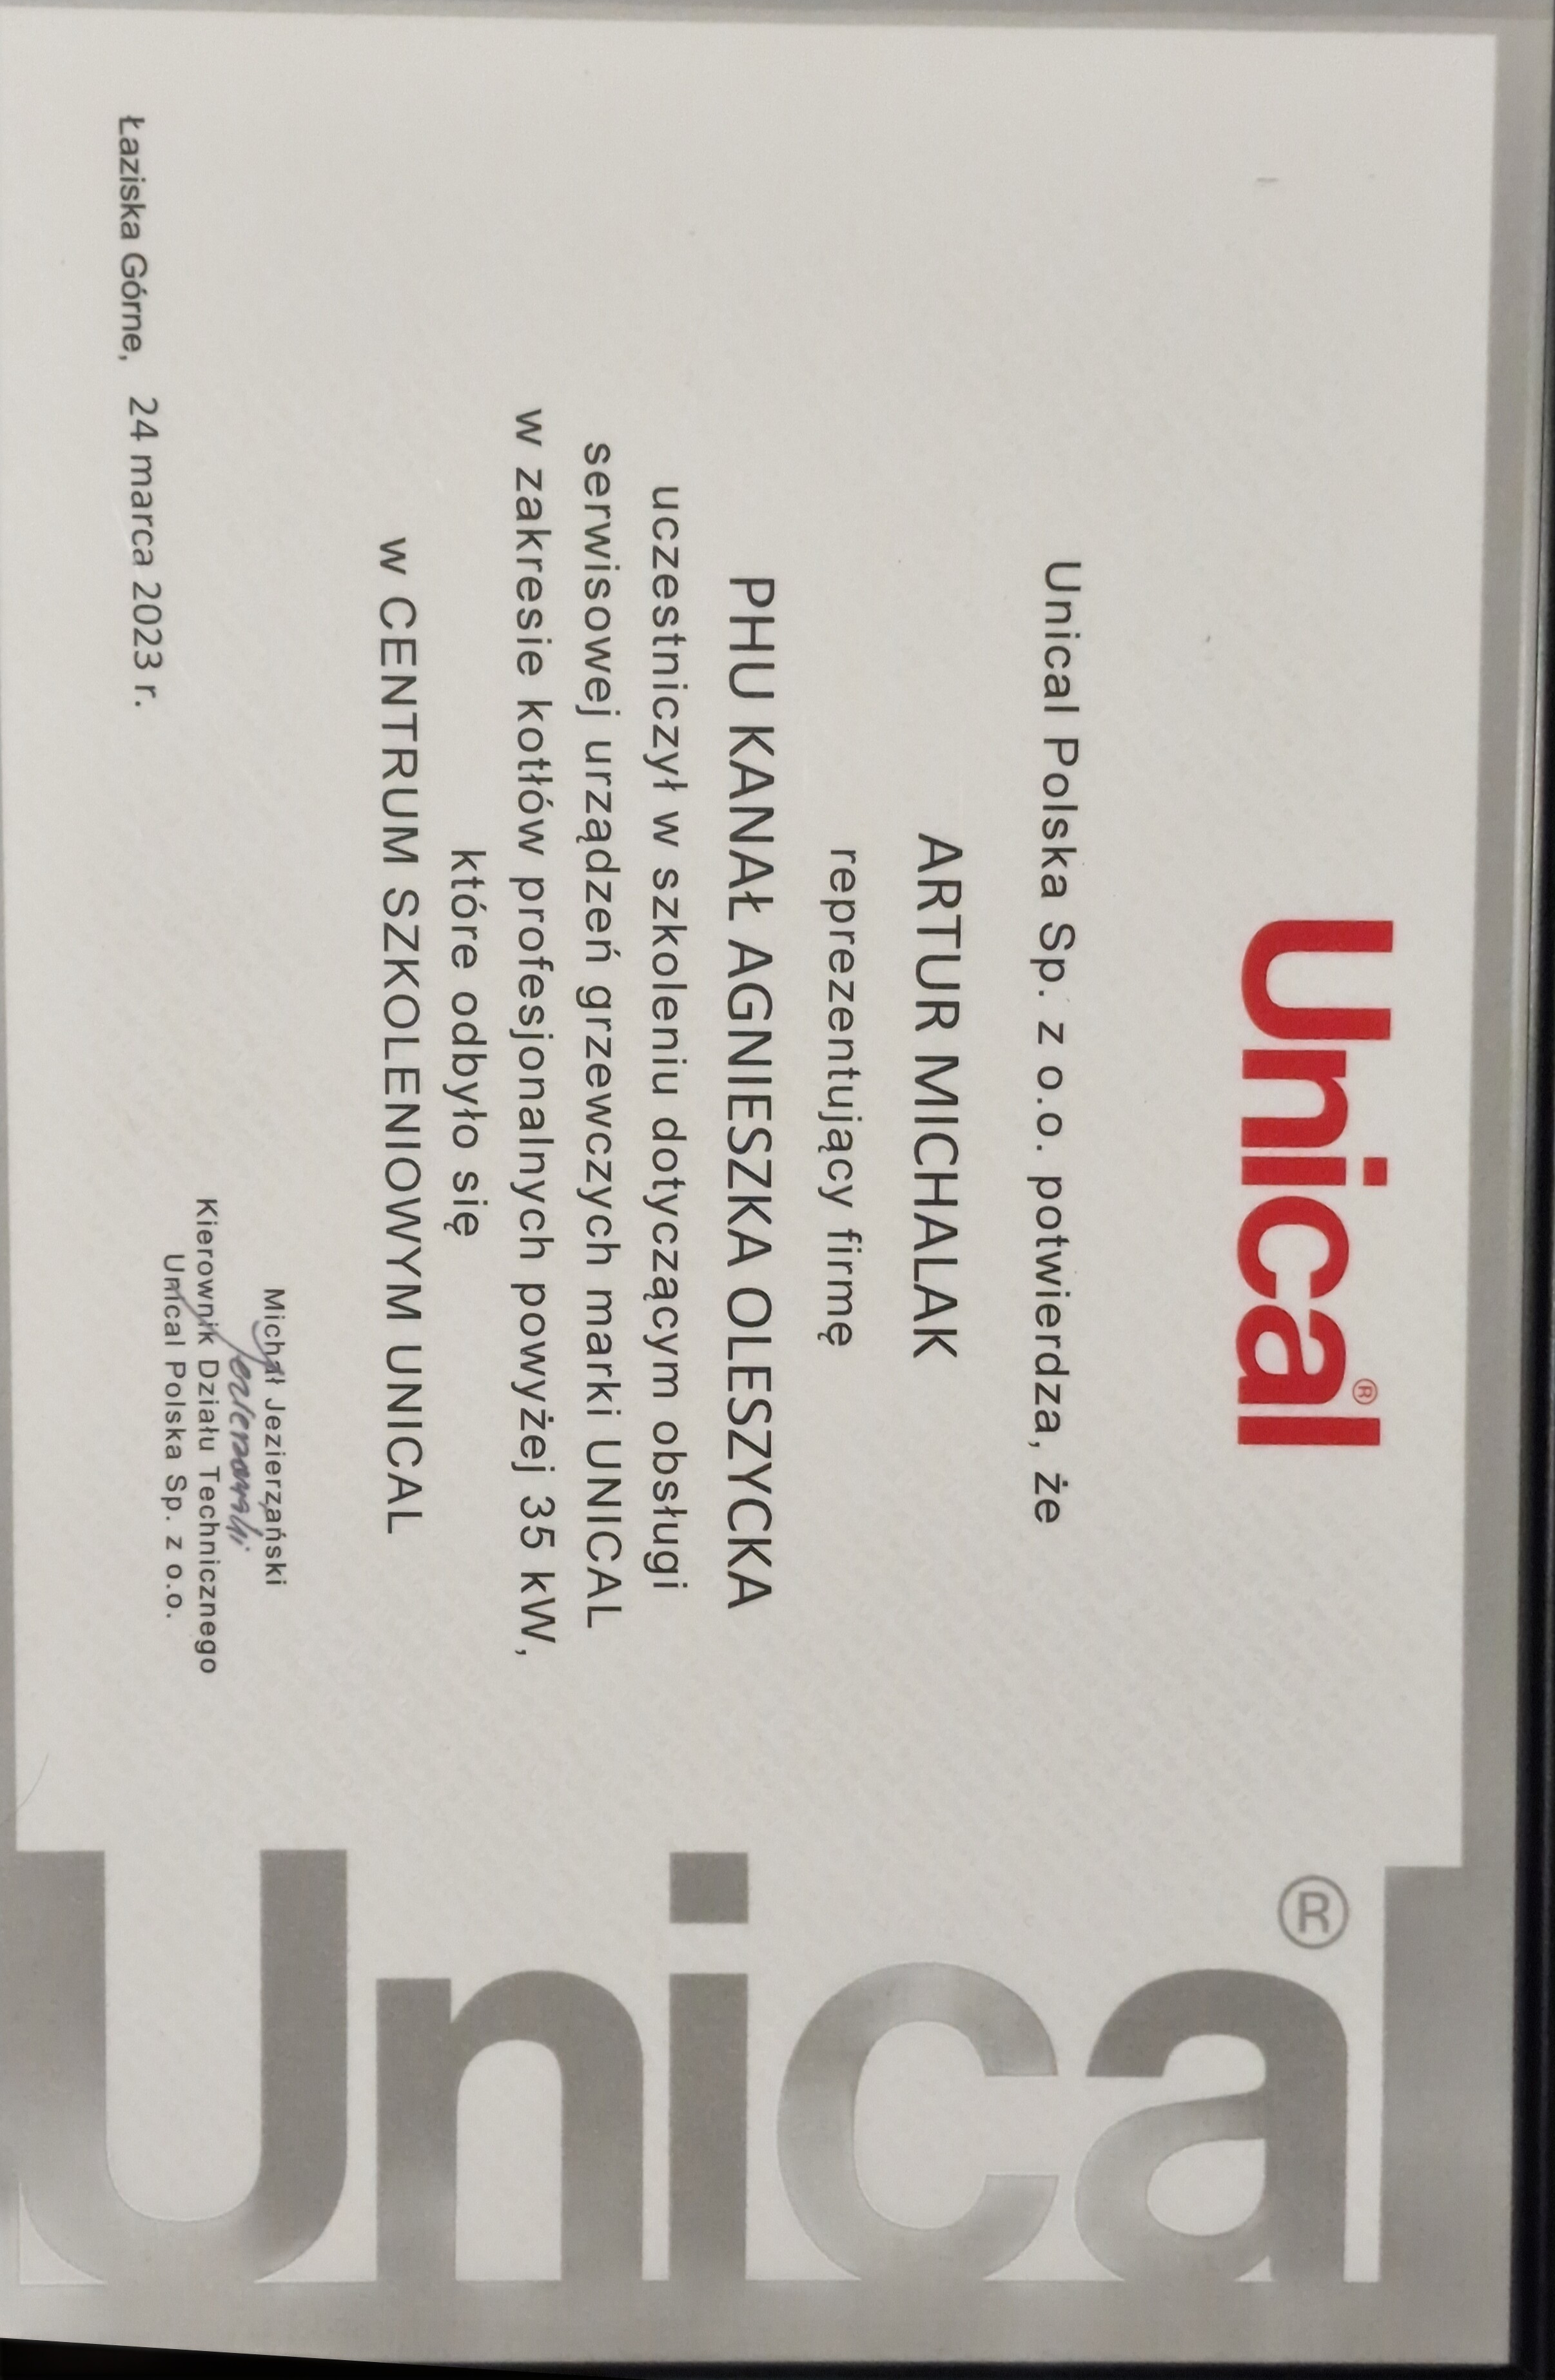 Unical®
Unical Polska Sp. z o.o. potwierdza, że
ARTUR MICHALAK
reprezentujący firmę
PHU KANAŁ AGNIESZKA OLESZYCKA
uczestniczył w szkoleniu dotyczącym obsługi
serwisowej urządzeń grzewczych marki UNICAL
w zakresie kotłów profesjonalnych powyżej 35 kW,
które odbyło się
w CENTRUM SZKOLENIOWYM UNICAL
Michał Jezierzański
Kierownik Działu Technicznego
Unical Polska Sp. z o.o.
Łaziska Górne, 24 marca 2023 r.
Unical®